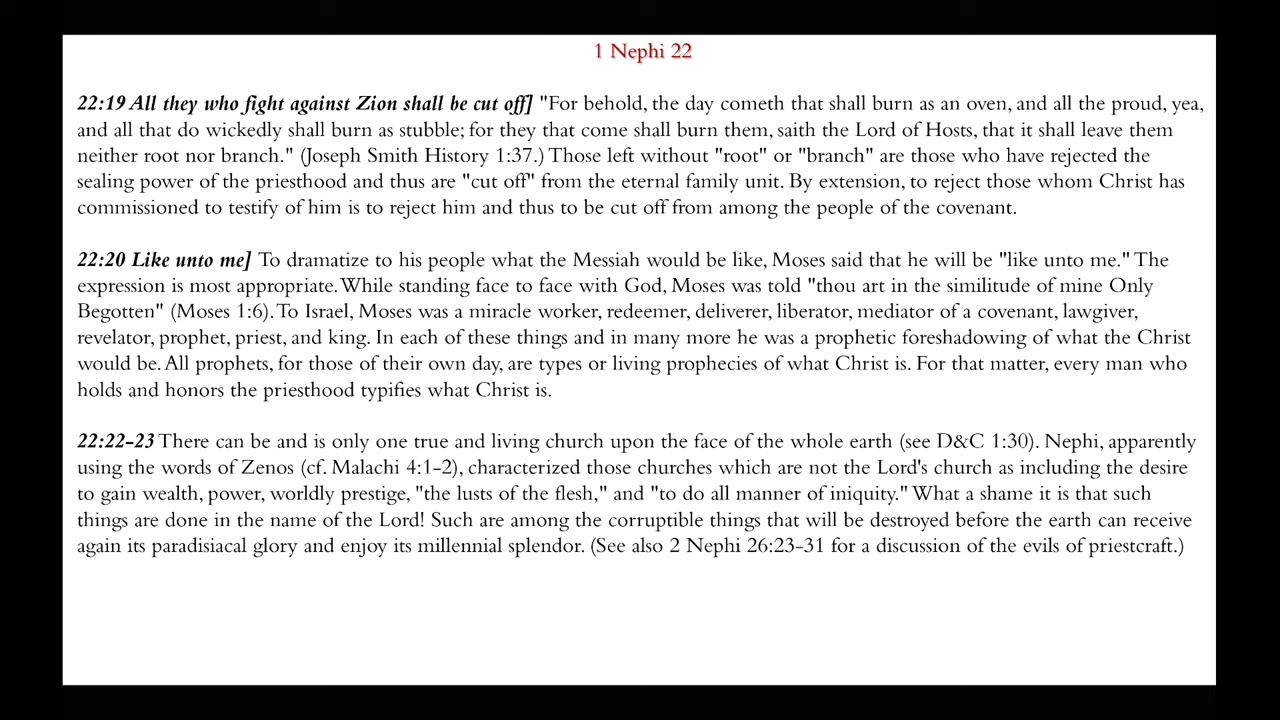 1 Nephi 22
22:19 All they who fight against Zion shall be cut off] "For behold, the day cometh that shall burn as an oven, and all the proud, yea,
and all that do wickedly shall burn as stubble; for they that come shall burn them, saith the Lord of Hosts, that it shall leave them
neither root nor branch." (Joseph Smith History 1:37.) Those left without "root" or "branch" are those who have rejected the
sealing power of the priesthood and thus are "cut off" from the eternal family unit. By extension, to reject those whom Christ has
commissioned to testify of him is to reject him and thus to be cut off from among the people of the covenant.
22:20 Like unto me] To dramatize to his people what the Messiah would be like, Moses said that he will be "like unto me." The
expression is most appropriate. While standing face to face with God, Moses was told "thou art in the similitude of mine Only
Begotten" (Moses 1:6). To Israel, Moses was a miracle worker, redeemer, deliverer, liberator, mediator of a covenant, lawgiver,
revelator, prophet, priest, and king. In each of these things and in many more he was a prophetic foreshadowing of what the Christ
would be. All prophets, for those of their own day, are types or living prophecies of what Christ is. For that matter, every man who
holds and honors the priesthood typifies what Christ is.
22:22-23 There can be and is only one true and living church upon the face of the whole earth (see D&C 1:30). Nephi, apparently
using the words of Zenos (cf. Malachi 4:1-2), characterized those churches which are not the Lord's church as including the desire
to gain wealth, power, worldly prestige, "the lusts of the flesh," and "to do all manner of iniquity." What a shame it is that such
things are done in the name of the Lord! Such are among the corruptible things that will be destroyed before the earth can receive
again its paradisiacal glory and enjoy its millennial splendor. (See also 2 Nephi 26:23-31 for a discussion of the evils of priestcraft.)